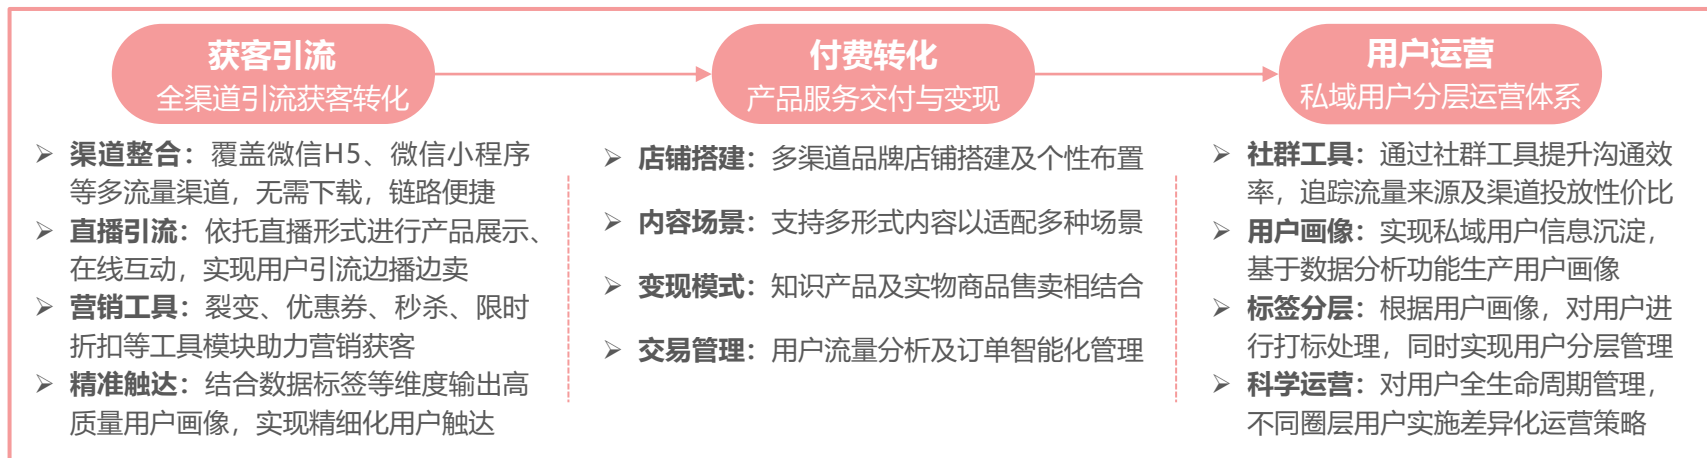 获客引流
全渠道引流获客转化
➢ 渠道整合：覆盖微信H5、微信小程序
等多流量渠道，无需下载，链路便捷
➢ 直播引流：依托直播形式进行产品展示、
在线互动，实现用户引流边播边卖
➢ 营销工具：裂变、优惠券、秒杀、限时
折扣等工具模块助力营销获客
➢ 精准触达：结合数据标签等维度输出高
质量用户画像，实现精细化用户触达
付费转化
产品服务交付与变现
➢ 店铺搭建：多渠道品牌店铺搭建及个性布置
➢ 内容场景：支持多形式内容以适配多种场景
➢ 变现模式：知识产品及实物商品售卖相结合
➢ 交易管理：用户流量分析及订单智能化管理
用户运营
私域用户分层运营体系
➢ 社群工具：通过社群工具提升沟通效
率，追踪流量来源及渠道投放性价比
➢ 用户画像：实现私域用户信息沉淀，
基于数据分析功能生产用户画像
➢ 标签分层：根据用户画像，对用户进
行打标处理，同时实现用户分层管理
➢ 科学运营：对用户全生命周期管理，
不同圈层用户实施差异化运营策略